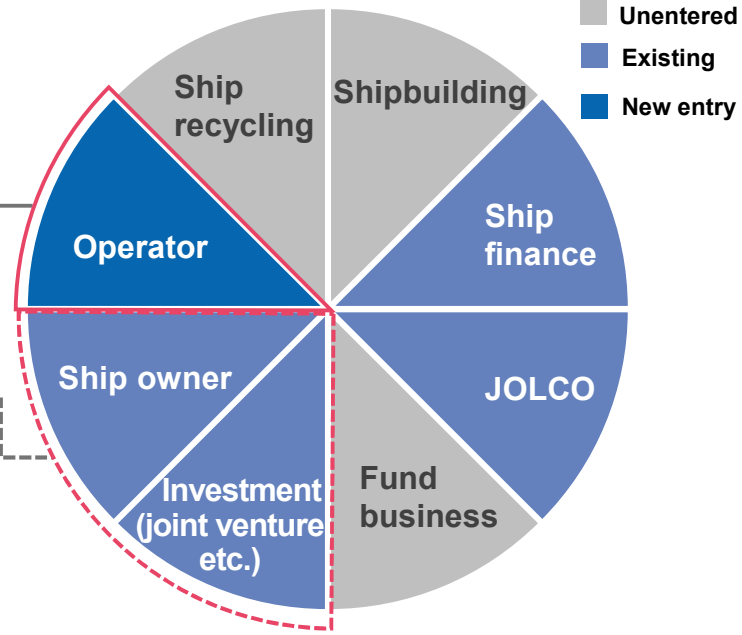 Unentered
Existing
New entry
Ship
recycling
Shipbuilding
Ship
finance
Operator
Ship owner
JOLCO
Investment
(joint venture
etc.)
Fund
business